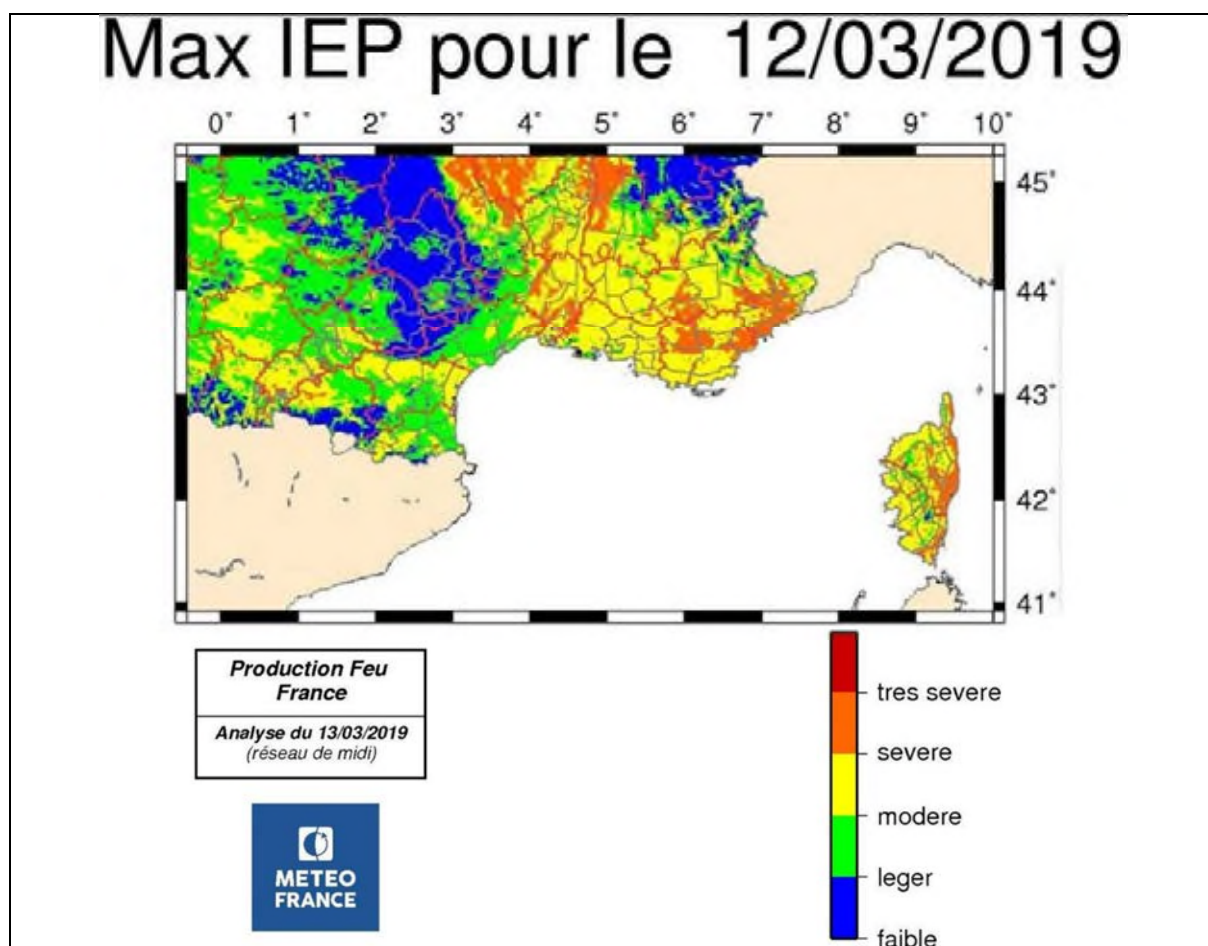 Max IEP pour le 12/03/2019
0° 1° 2° 3° 4° 5° 6° 7° 8° 9° 10°
45°
44°
43°
42°
41°
Production Feu
France
Analyse du 13/03/2019
(réseau de midi)
METEO
FRANCE
tres severe
severe
modere
leger
faible